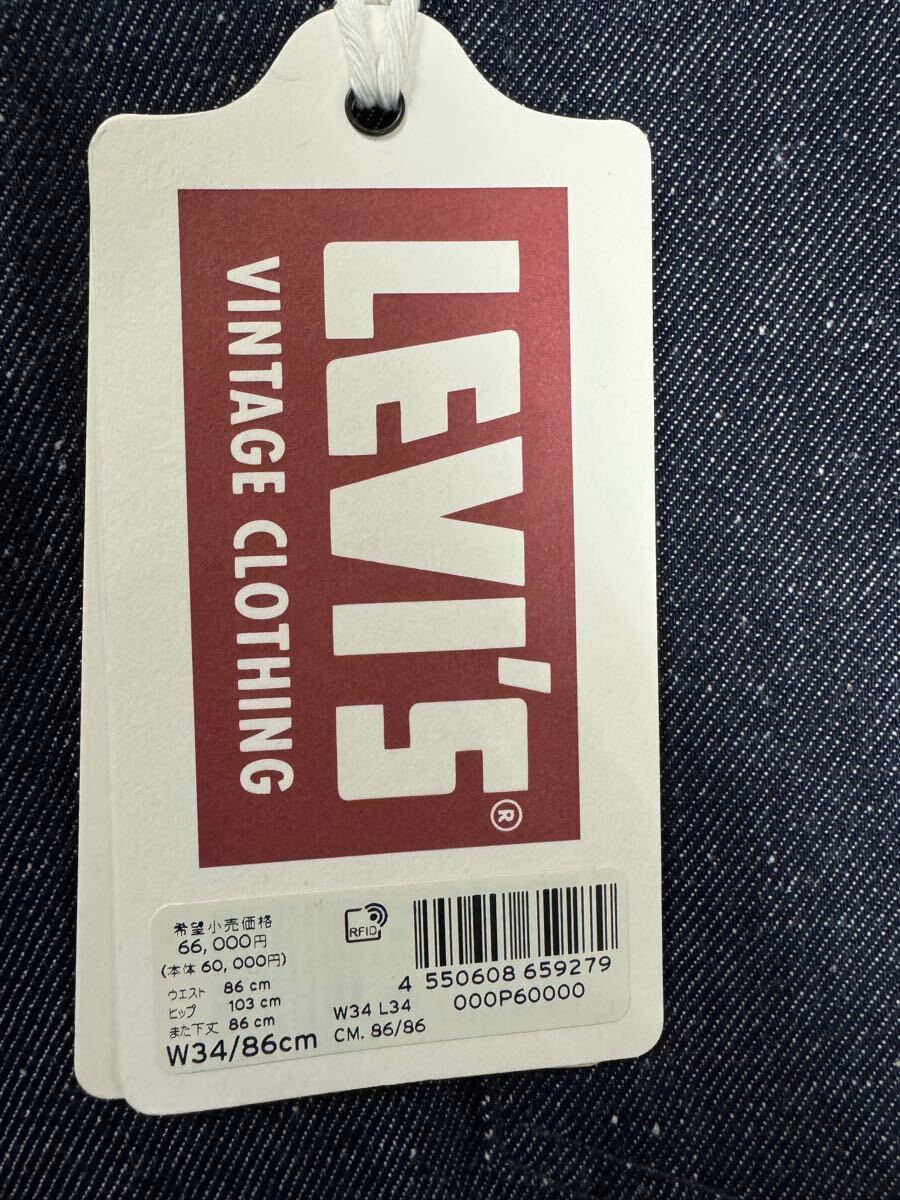 LEVI'S®
VINTAGE CLOTHING
希望小売価格
66,000円
(本体 60,000円)
ウエスト 86 cm
ヒップ 103 cm
また下丈 86 cm
W34/86cm
RFID
W34 L34
CM. 86/86
4 550608 659279
000P60000